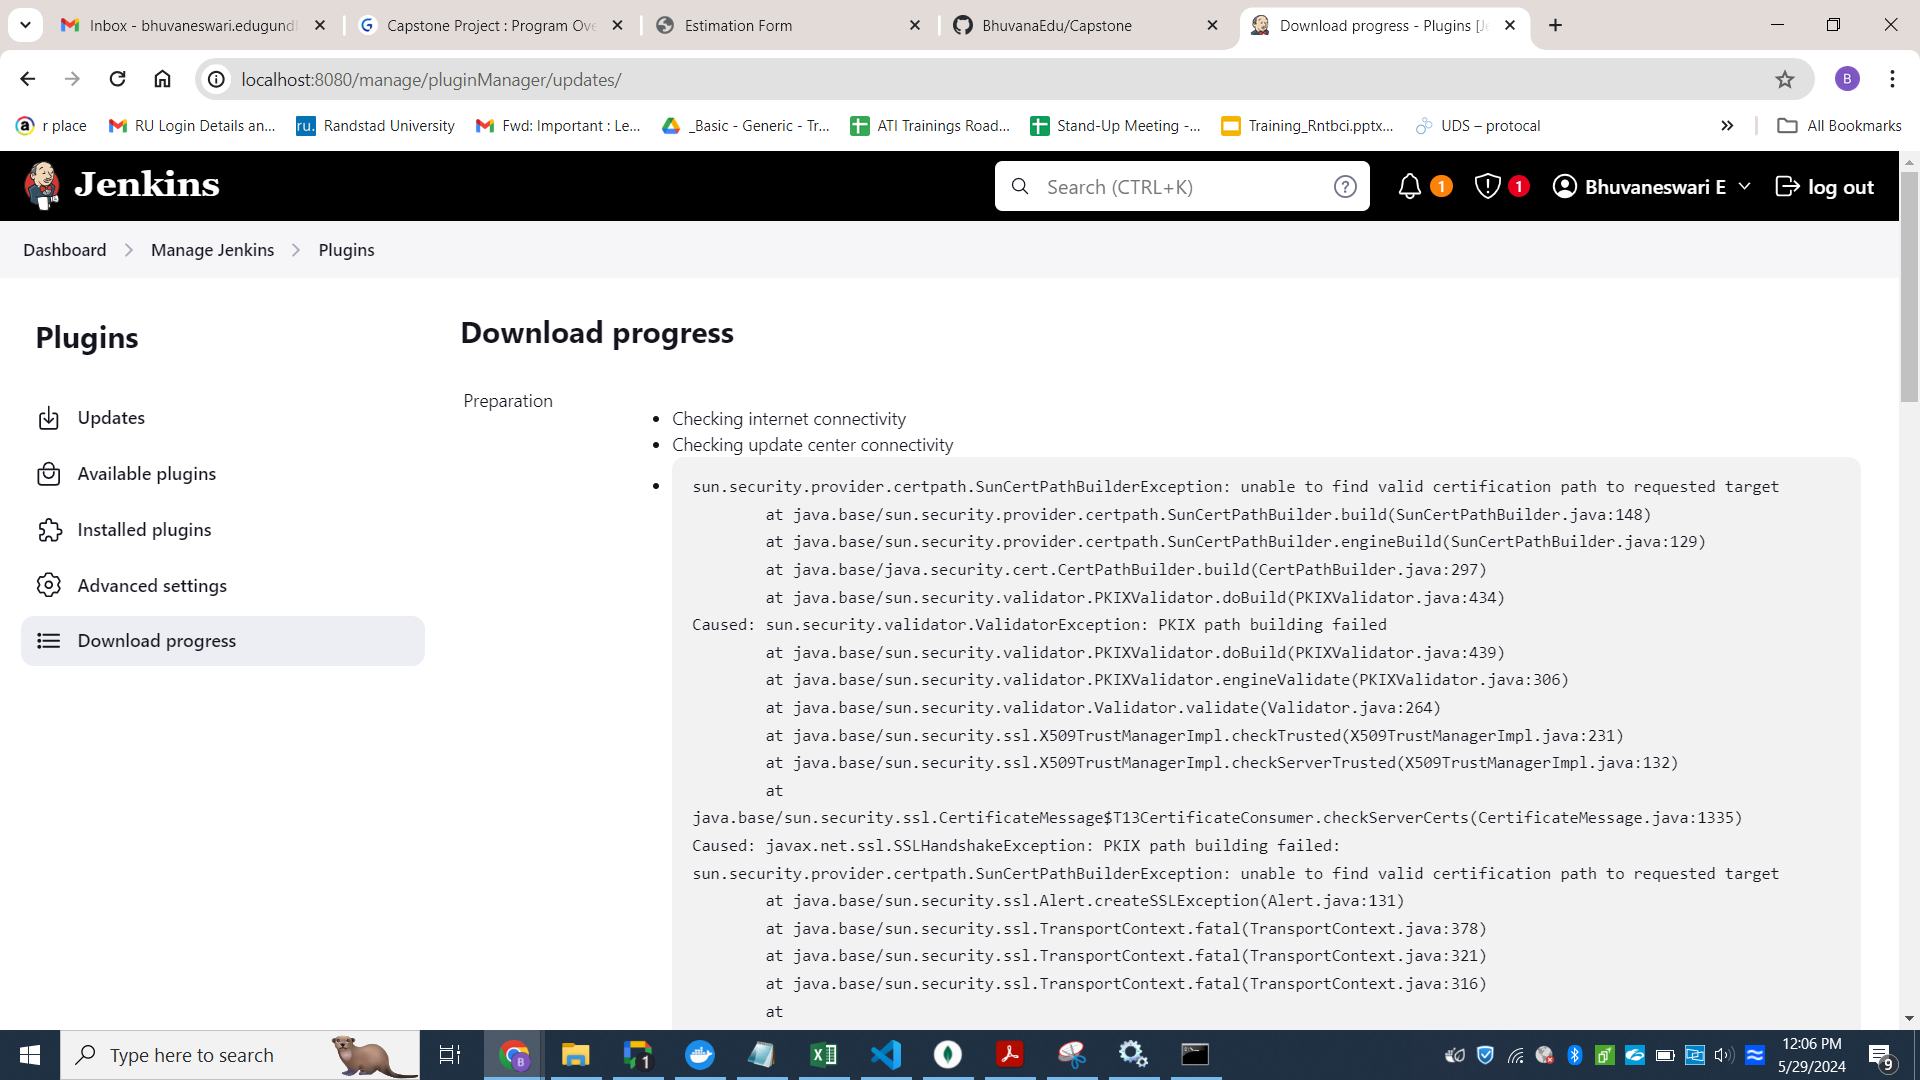 Inbox - bhuvaneswari.edugundl
Capstone Project : Program Ove
Estimation Form
BhuvanaEdu/Capstone
Download progress - Plugins [Je
localhost:8080/manage/pluginManager/updates/
B
r place
RU Login Details an...
ru.
Randstad University
Fwd: Important : Le...
_Basic - Generic - Tr...
ATI Trainings Road...
Stand-Up Meeting -...
Training_Rntbci.pptx...
UDS – protocal
All Bookmarks
Jenkins
Search (CTRL+K)
1
1
Bhuvaneswari E
log out
Dashboard
Manage Jenkins
Plugins
Plugins
Updates
Available plugins
Installed plugins
Advanced settings
Download progress
Download progress
Preparation
Checking internet connectivity
Checking update center connectivity
sun.security.provider.certpath.SunCertPathBuilderException: unable to find valid certification path to requested target
at java.base/sun.security.provider.certpath.SunCertPathBuilder.build(SunCertPathBuilder.java:148)
at java.base/sun.security.provider.certpath.SunCertPathBuilder.engineBuild(SunCertPathBuilder.java:129)
at java.base/java.security.cert.CertPathBuilder.build(CertPathBuilder.java:297)
at java.base/sun.security.validator.PKIXValidator.doBuild(PKIXValidator.java:434)
Caused: sun.security.validator.ValidatorException: PKIX path building failed
at java.base/sun.security.validator.PKIXValidator.doBuild(PKIXValidator.java:439)
at java.base/sun.security.validator.PKIXValidator.engineValidate(PKIXValidator.java:306)
at java.base/sun.security.validator.Validator.validate(Validator.java:264)
at java.base/sun.security.ssl.X509TrustManagerImpl.checkTrusted(X509TrustManagerImpl.java:231)
at java.base/sun.security.ssl.X509TrustManagerImpl.checkServerTrusted(X509TrustManagerImpl.java:132)
at
java.base/sun.security.ssl.CertificateMessage$T13CertificateConsumer.checkServerCerts(CertificateMessage.java:1335)
Caused: javax.net.ssl.SSLHandshakeException: PKIX path building failed:
sun.security.provider.certpath.SunCertPathBuilderException: unable to find valid certification path to requested target
at java.base/sun.security.ssl.Alert.createSSLException(Alert.java:131)
at java.base/sun.security.ssl.TransportContext.fatal(TransportContext.java:378)
at java.base/sun.security.ssl.TransportContext.fatal(TransportContext.java:321)
at java.base/sun.security.ssl.TransportContext.fatal(TransportContext.java:316)
at
Type here to search
12:06 PM
5/29/2024
9